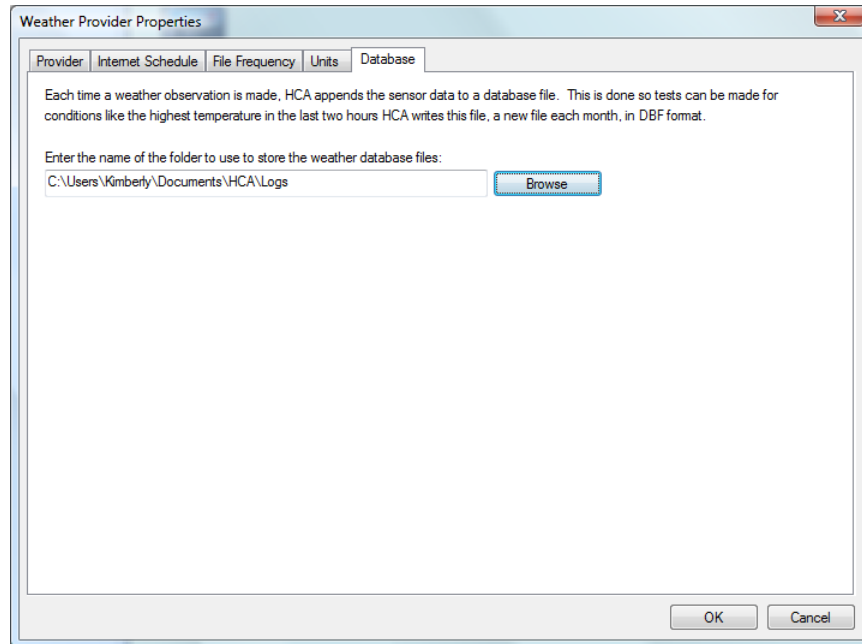 Weather Provider Properties
Provider Internet Schedule File Frequency Units Database
Each time a weather observation is made, HCA appends the sensor data to a database file. This is done so tests can be made for
conditions like the highest temperature in the last two hours HCA writes this file, a new file each month, in DBF format.
Enter the name of the folder to use to store the weather database files:
C:\Users\Kimberly\Documents\HCA\Logs Browse
OK Cancel